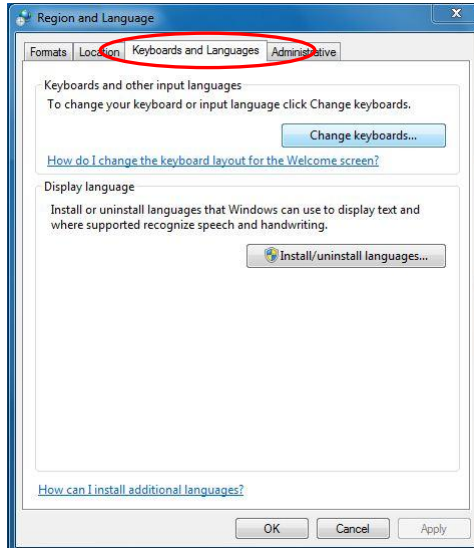 Region and Language
x
Formats Location Keyboards and Languages Administrative
Keyboards and other input languages
To change your keyboard or input language click Change keyboards.
Change keyboards...
How do I change the keyboard layout for the Welcome screen?
Display language
Install or uninstall languages that Windows can use to display text and
where supported recognize speech and handwriting.
Install/uninstall languages...
How can I install additional languages?
OK Cancel Apply